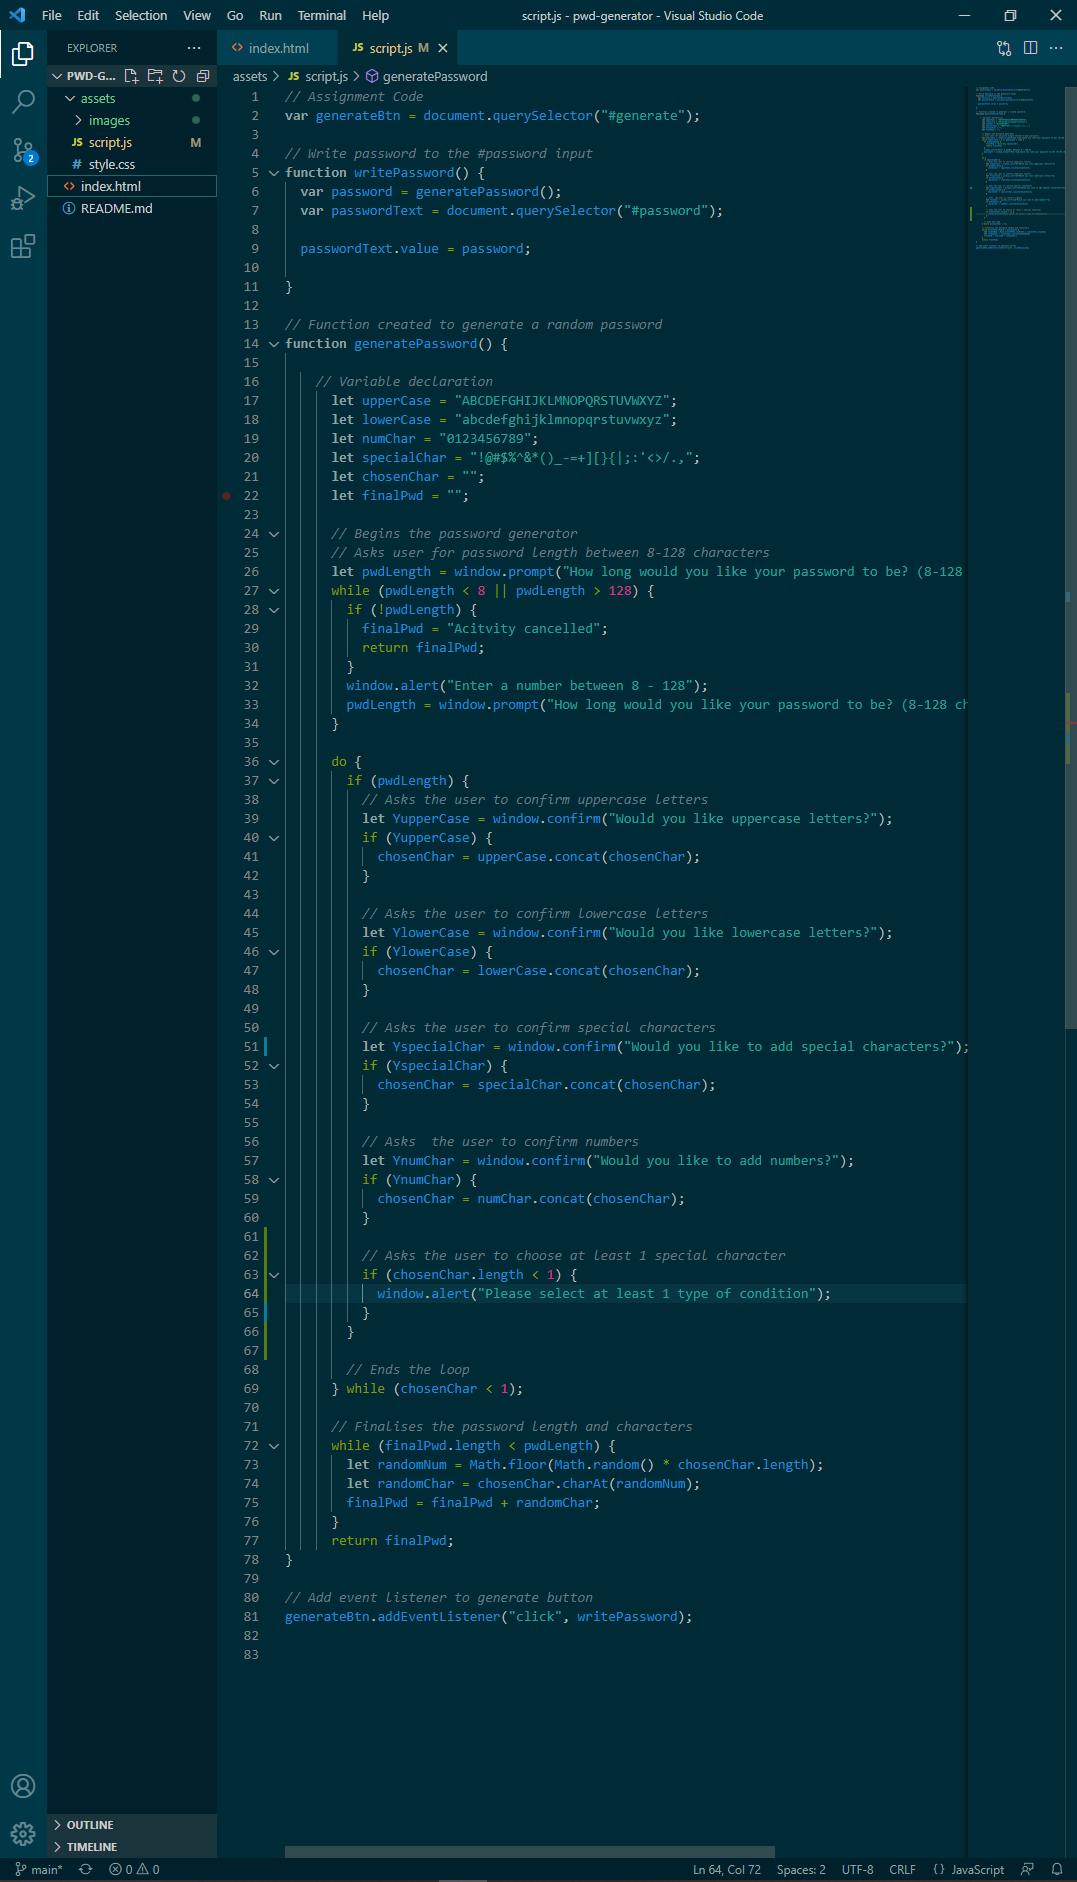 File Edit Selection View Go Run Terminal Help script.js - pwd-generator - Visual Studio Code
EXPLORER
PWD-G...
assets
images
JS script.js M
# style.css
<> index.html
README.md
<> index.html JS script.js M
assets > JS script.js > generatePassword
1 // Assignment Code
2 var generateBtn = document.querySelector("#generate");
3
4 // Write password to the #password input
5 function writePassword() {
6 var password = generatePassword();
7 var passwordText = document.querySelector("#password");
8
9 passwordText.value = password;
10
11 }
12
13 // Function created to generate a random password
14 function generatePassword() {
15
16 // Variable declaration
17 let upperCase = "ABCDEFGHIJKLMNOPQRSTUVWXYZ";
18 let lowerCase = "abcdefghijklmnopqrstuvwxyz";
19 let numChar = "0123456789";
20 let specialChar = "!@#$%^&*()_-=+][}{|;:'<>/.,";
21 let chosenChar = "";
22 let finalPwd = "";
23
24 // Begins the password generator
25 // Asks user for password length between 8-128 characters
26 let pwdLength = window.prompt("How long would you like your password to be? (8-128
27 while (pwdLength < 8 || pwdLength > 128) {
28 if (!pwdLength) {
29 finalPwd = "Acitvity cancelled";
30 return finalPwd;
31 }
32 window.alert("Enter a number between 8 - 128");
33 pwdLength = window.prompt("How long would you like your password to be? (8-128 ch
34 }
35
36 do {
37 if (pwdLength) {
38 // Asks the user to confirm uppercase letters
39 let YupperCase = window.confirm("Would you like uppercase letters?");
40 if (YupperCase) {
41 chosenChar = upperCase.concat(chosenChar);
42 }
43
44 // Asks the user to confirm lowercase letters
45 let YlowerCase = window.confirm("Would you like lowercase letters?");
46 if (YlowerCase) {
47 chosenChar = lowerCase.concat(chosenChar);
48 }
49
50 // Asks the user to confirm special characters
51 let YspecialChar = window.confirm("Would you like to add special characters?");
52 if (YspecialChar) {
53 chosenChar = specialChar.concat(chosenChar);
54 }
55
56 // Asks  the user to confirm numbers
57 let YnumChar = window.confirm("Would you like to add numbers?");
58 if (YnumChar) {
59 chosenChar = numChar.concat(chosenChar);
60 }
61
62 // Asks the user to choose at least 1 special character
63 if (chosenChar.length < 1) {
64 window.alert("Please select at least 1 type of condition");
65 }
66 }
67
68 // Ends the loop
69 } while (chosenChar < 1);
70
71 // Finalises the password length and characters
72 while (finalPwd.length < pwdLength) {
73 let randomNum = Math.floor(Math.random() * chosenChar.length);
74 let randomChar = chosenChar.charAt(randomNum);
75 finalPwd = finalPwd + randomChar;
76 }
77 return finalPwd;
78 }
79
80 // Add event listener to generate button
81 generateBtn.addEventListener("click", writePassword);
82
83
2
OUTLINE
TIMELINE
main* 0 0 Ln 64, Col 72 Spaces: 2 UTF-8 CRLF {} JavaScript